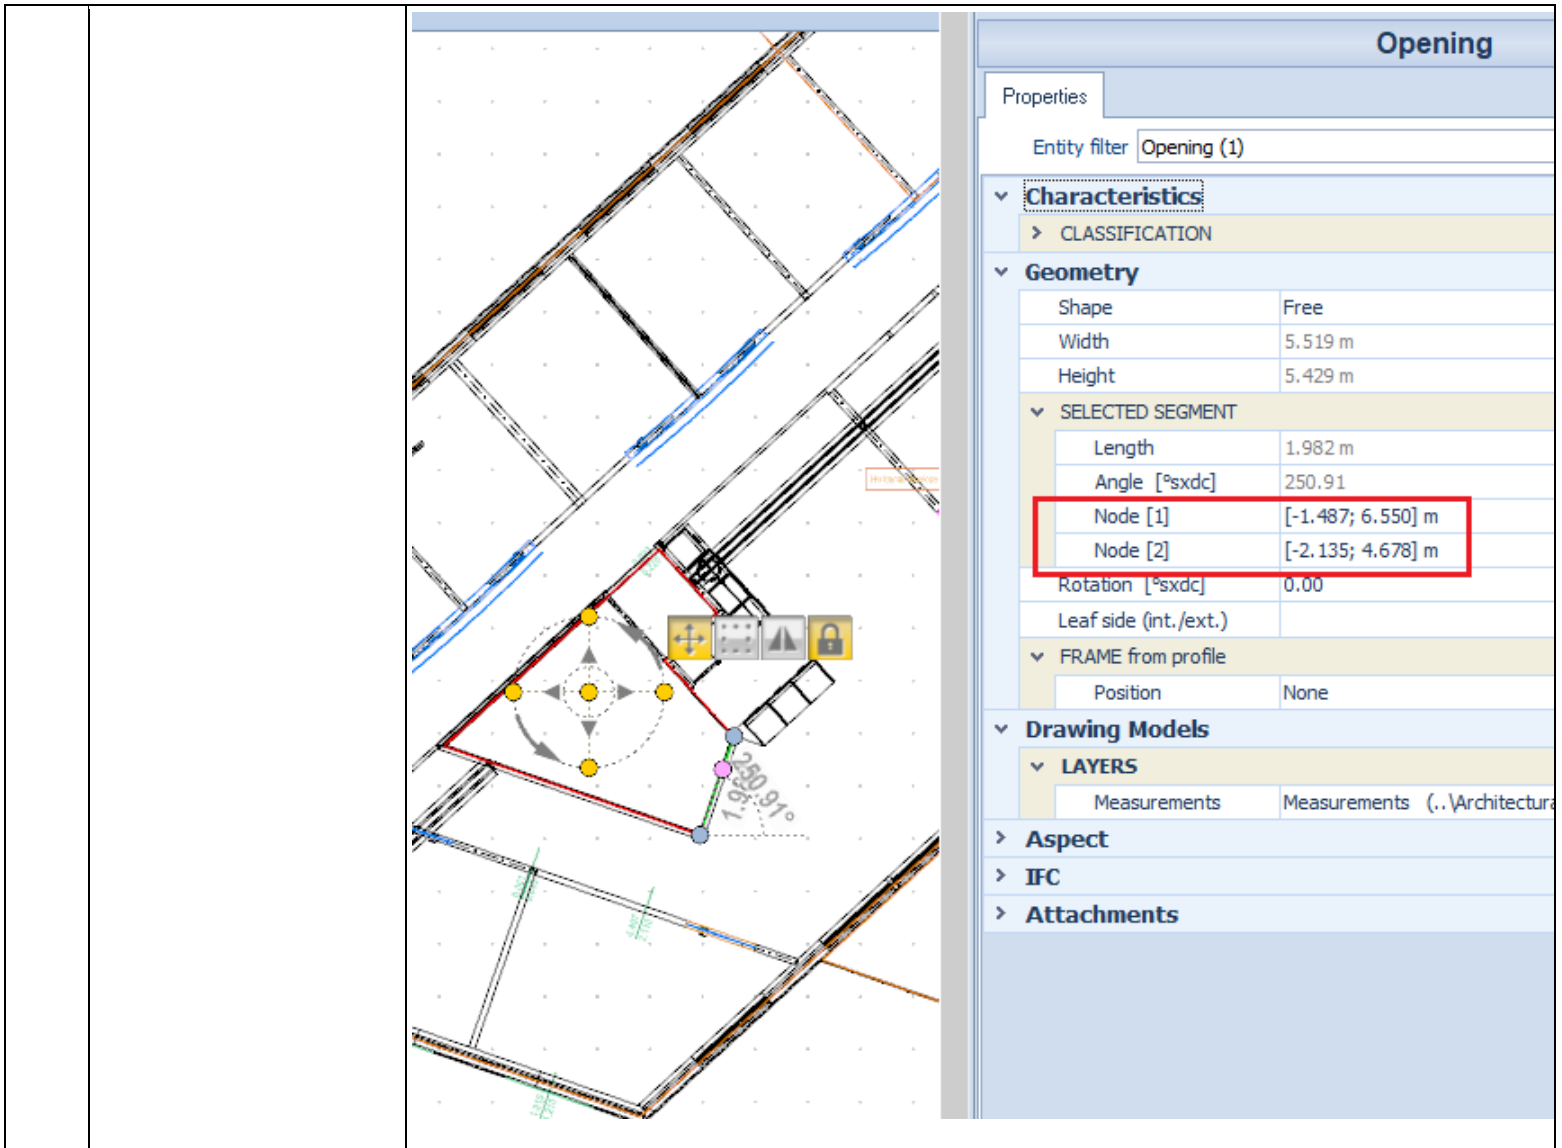 Opening
Properties
Entity filter Opening (1)
Characteristics
CLASSIFICATION
Geometry
Shape Free
Width 5.519 m
Height 5.429 m
SELECTED SEGMENT
Length 1.982 m
Angle [°sxdc] 250.91
Node [1] [-1.487; 6.550] m
Node [2] [-2.135; 4.678] m
Rotation [°sxdc] 0.00
Leaf side (int./ext.)
FRAME from profile
Position None
Drawing Models
LAYERS
Measurements Measurements (..\Architectura
Aspect
IFC
Attachments
250.91°